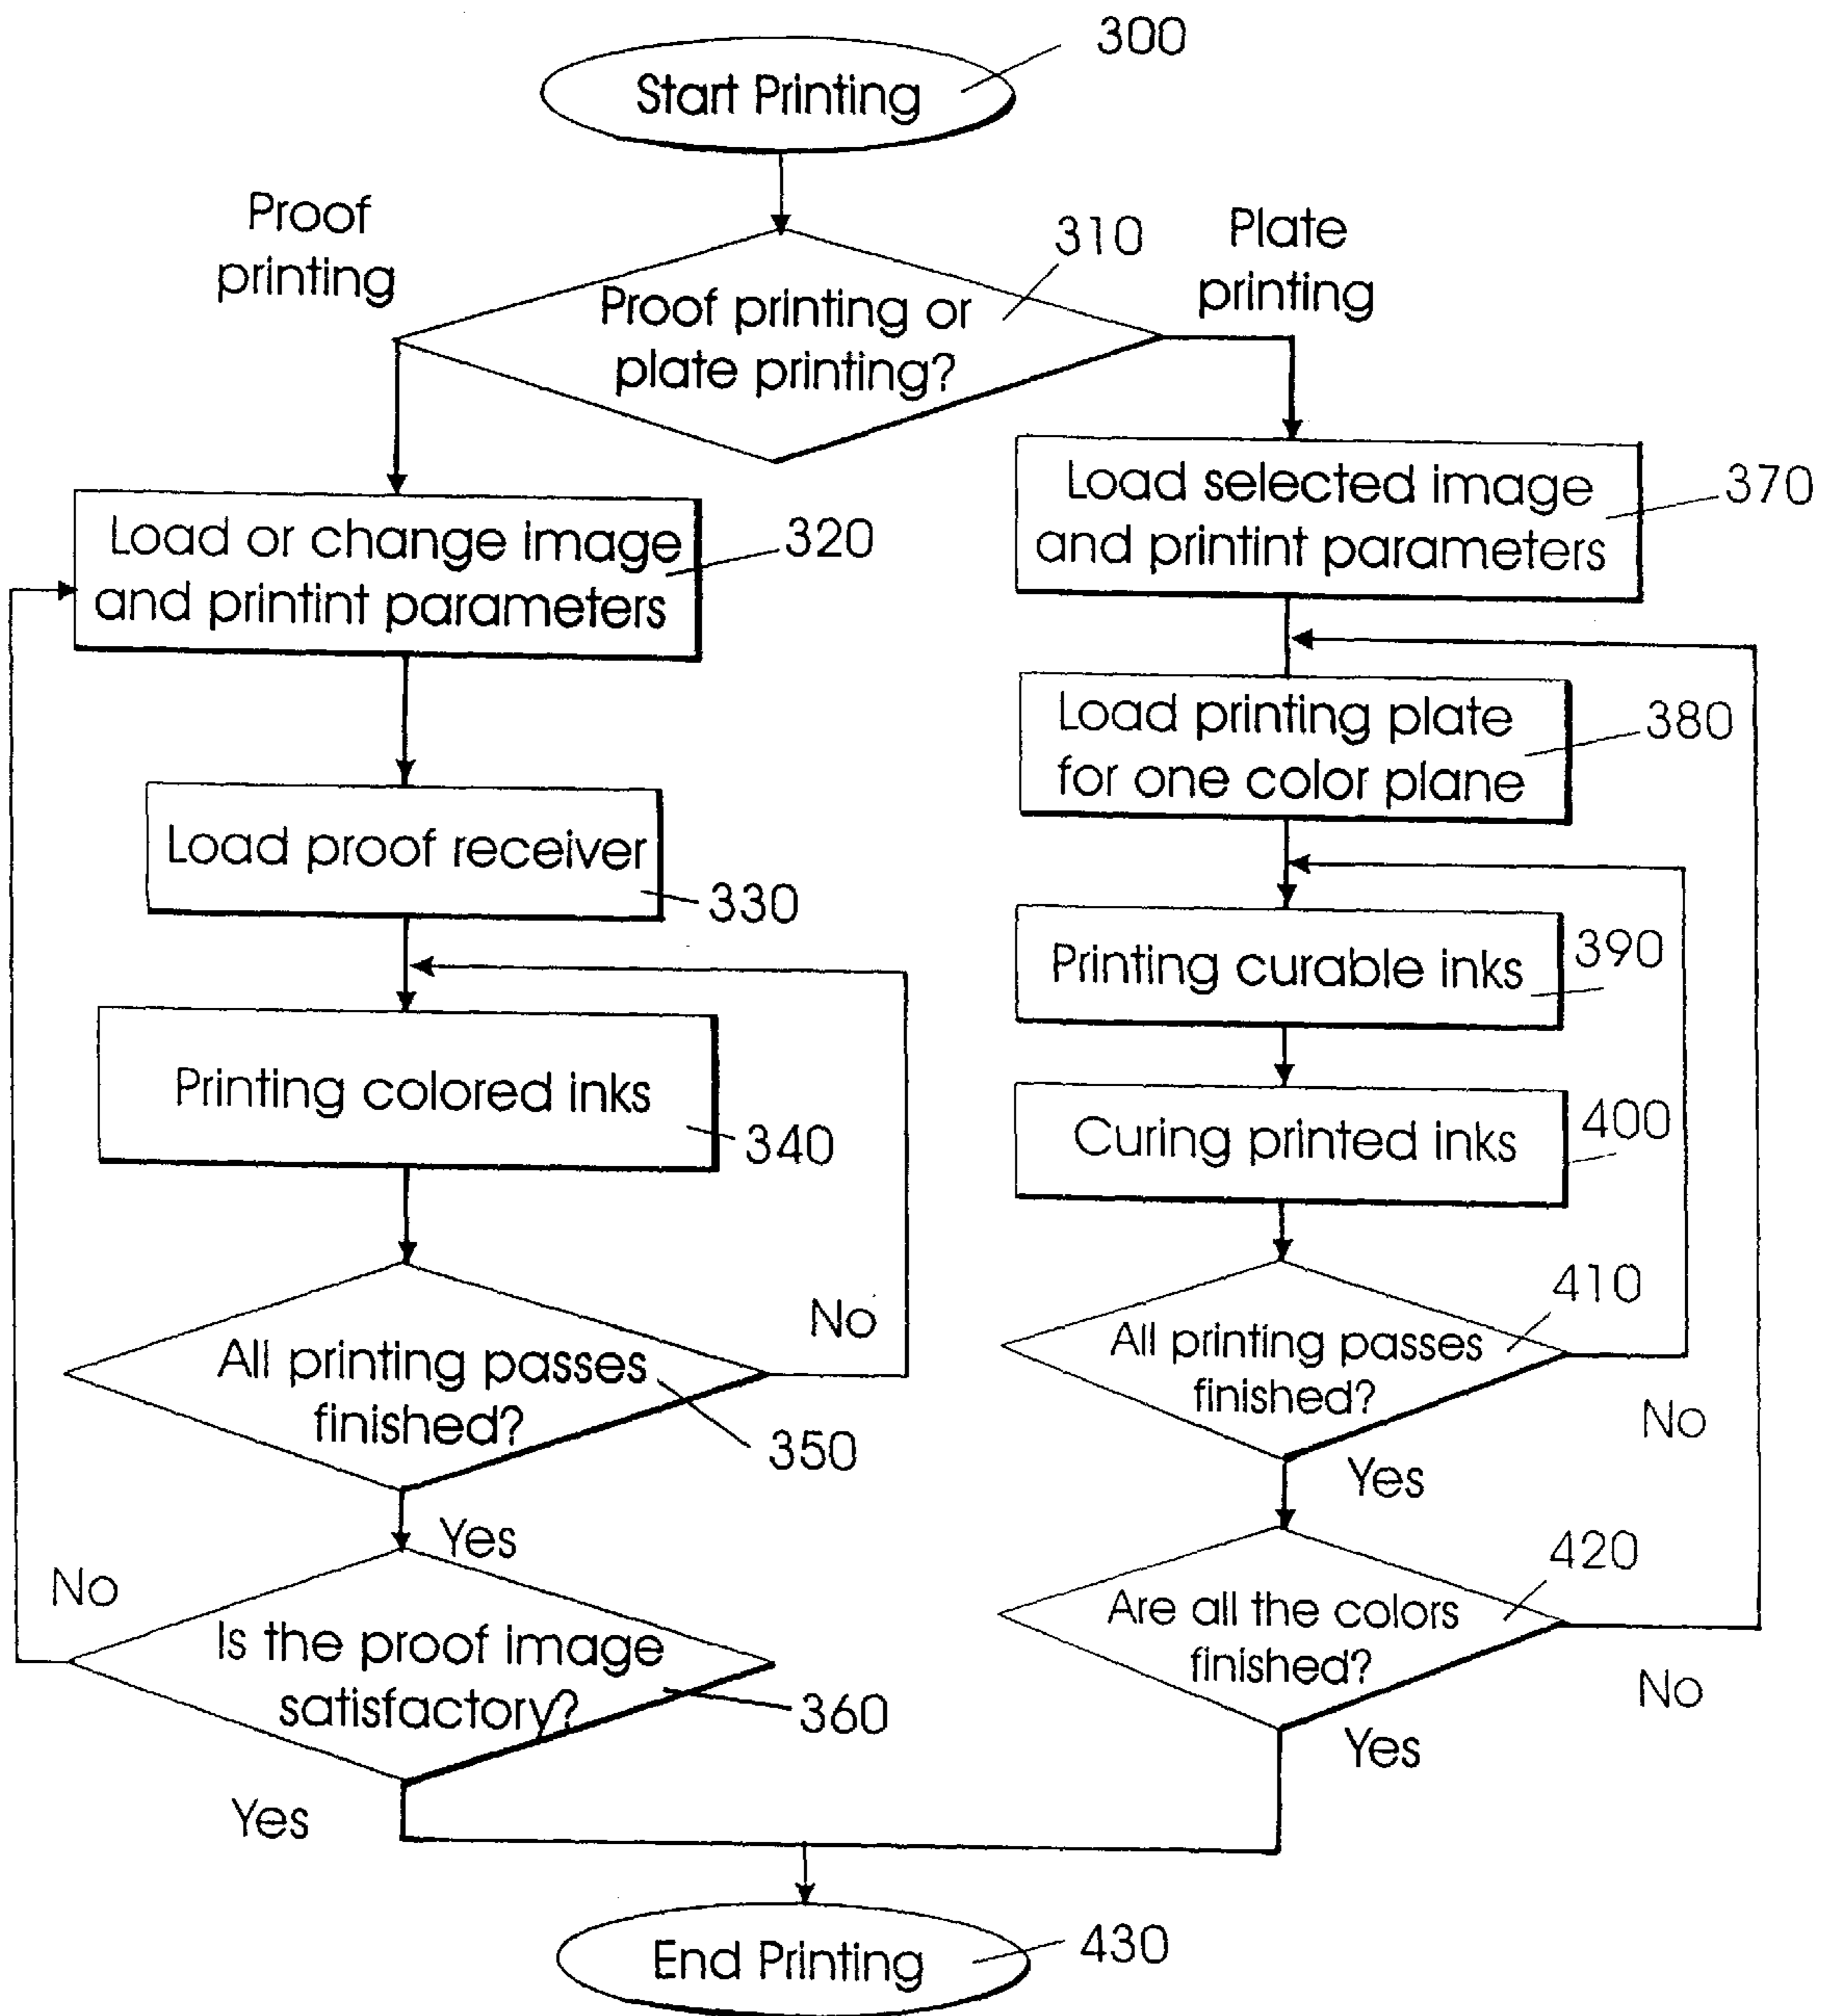 300
Start Printing
Proof
printing
310
Plate
printing
Proof printing or
plate printing?
Load or change image
and printint parameters
320
Load selected image
and printint parameters
370
Load printing plate
for one color plane
380
Load proof receiver
330
Printing curable inks
390
Printing colored inks
340
Curing printed inks
400
All printing passes
finished?
350
No
Yes
All printing passes
finished?
410
No
Yes
Is the proof image
satisfactory?
360
No
Yes
Are all the colors
finished?
420
No
Yes
End Printing
430